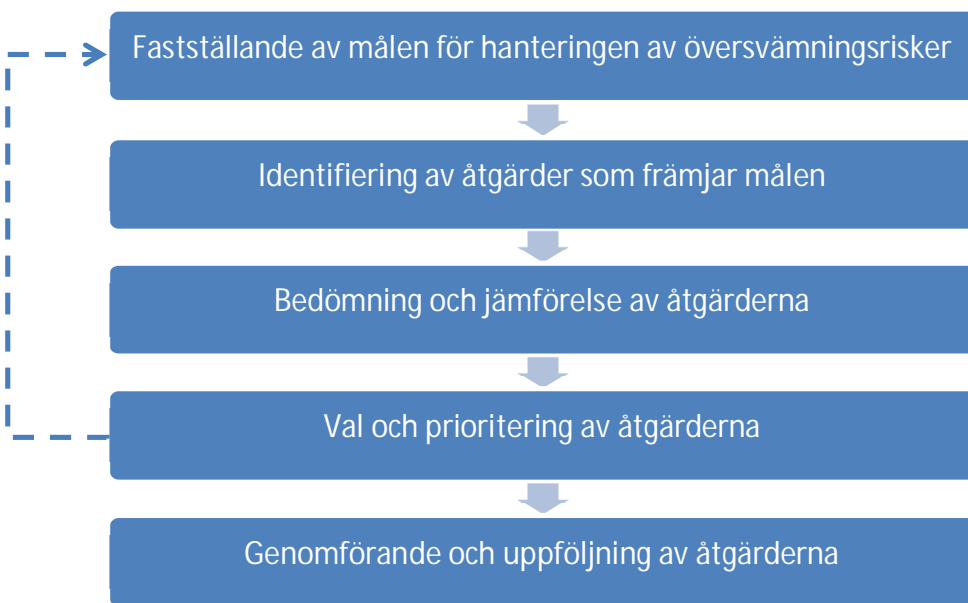 Fastställande av målen för hanteringen av översvämningsrisker
Identifiering av åtgärder som främjar målen
Bedömning och jämförelse av åtgärderna
Val och prioritering av åtgärderna
Genomförande och uppföljning av åtgärderna